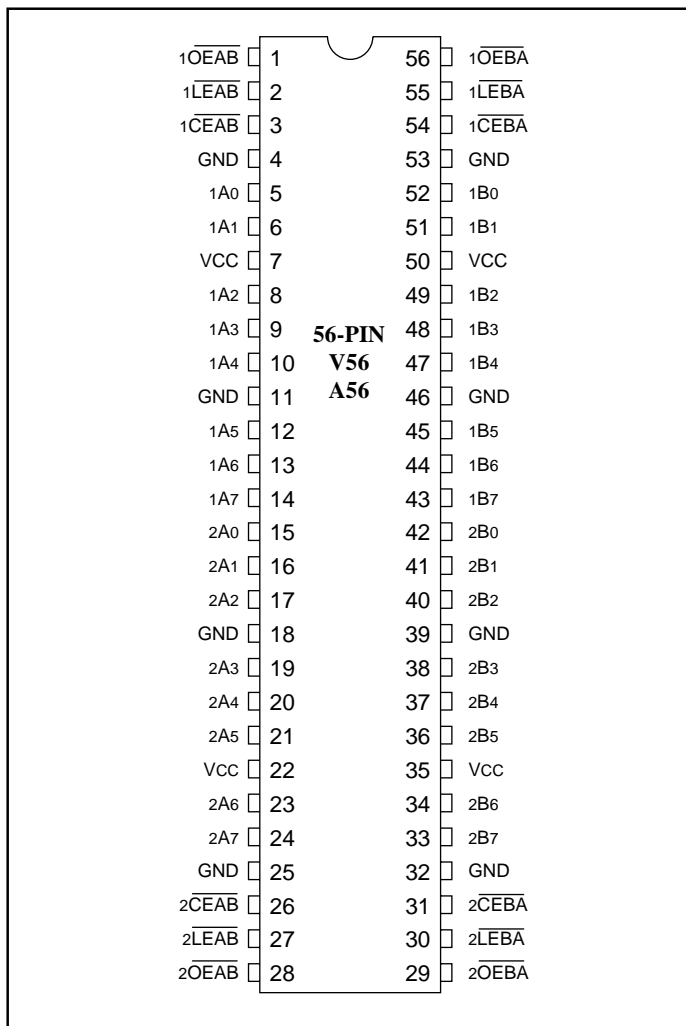 1OEAB 1 56 1OEBA
1LEAB 2 55 1LEBA
1CEAB 3 54 1CEBA
GND 4 53 GND
1A0 5 52 1B0
1A1 6 51 1B1
VCC 7 50 VCC
1A2 8 49 1B2
1A3 9 56-PIN 48 1B3
1A4 10 V56 47 1B4
GND 11 A56 46 GND
1A5 12 45 1B5
1A6 13 44 1B6
1A7 14 43 1B7
2A0 15 42 2B0
2A1 16 41 2B1
2A2 17 40 2B2
GND 18 39 GND
2A3 19 38 2B3
2A4 20 37 2B4
2A5 21 36 2B5
VCC 22 35 VCC
2A6 23 34 2B6
2A7 24 33 2B7
GND 25 32 GND
2CEAB 26 31 2CEBA
2LEAB 27 30 2LEBA
2OEAB 28 29 2OEBA